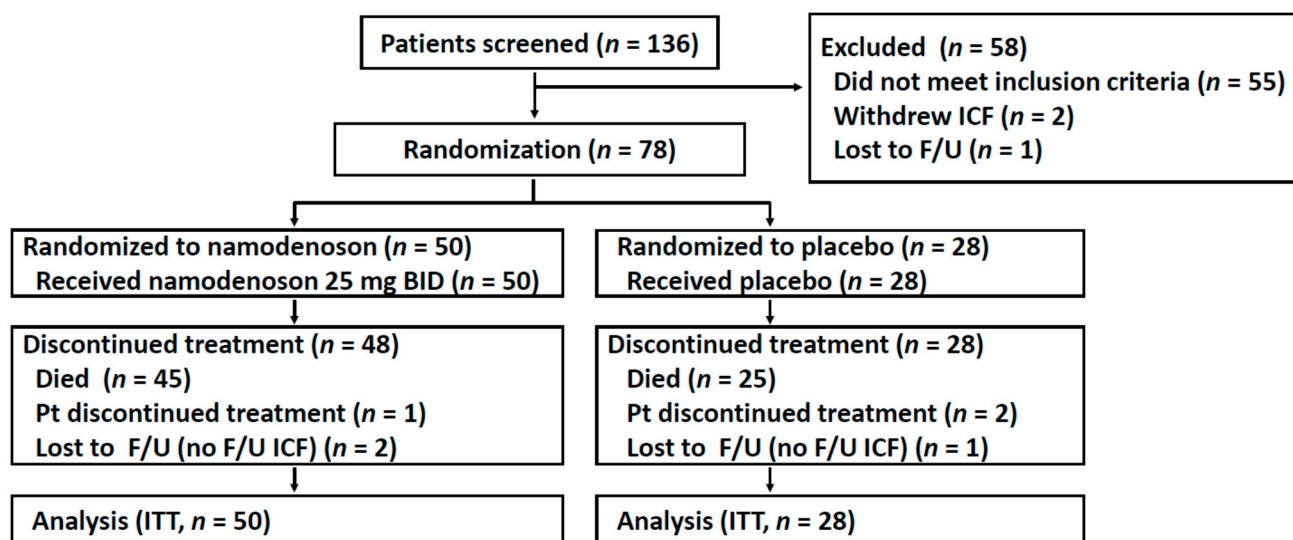 Patients screened (n = 136)
Excluded (n = 58)
Did not meet inclusion criteria (n = 55)
Withdrew ICF (n = 2)
Lost to F/U (n = 1)
Randomization (n = 78)
Randomized to namodenoson (n = 50)
Received namodenoson 25 mg BID (n = 50)
Randomized to placebo (n = 28)
Received placebo (n = 28)
Discontinued treatment (n = 48)
Died (n = 45)
Pt discontinued treatment (n = 1)
Lost to F/U (no F/U ICF) (n = 2)
Discontinued treatment (n = 28)
Died (n = 25)
Pt discontinued treatment (n = 2)
Lost to F/U (no F/U ICF) (n = 1)
Analysis (ITT, n = 50)
Analysis (ITT, n = 28)